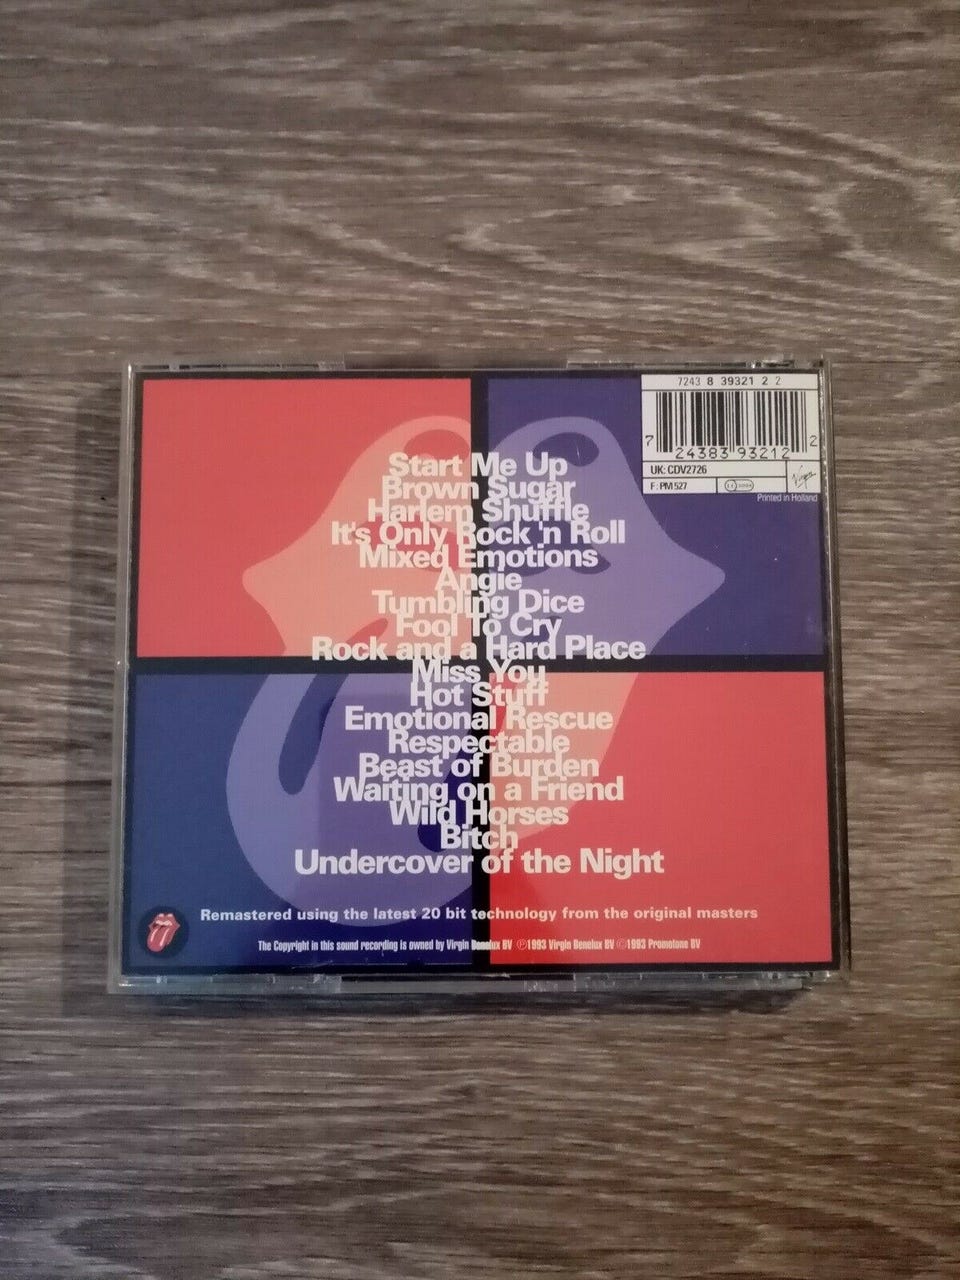 7243 8 39321 2 2
7 24383 93212 2
UK: CDV2726
F: PM 527
Virgin
Printed in Holland
Start Me Up
Brown Sugar
Harlem Shuffle
It's Only Rock 'n Roll
Mixed Emotions
Angie
Tumbling Dice
Fool To Cry
Rock and a Hard Place
Miss You
Hot Stuff
Emotional Rescue
Respectable
Beast of Burden
Waiting on a Friend
Wild Horses
Bitch
Undercover of the Night
Remastered using the latest 20 bit technology from the original masters
The Copyright in this sound recording is owned by Virgin Benelux BV ℗1993 Virgin Benelux BV ©1993 Promotone BV